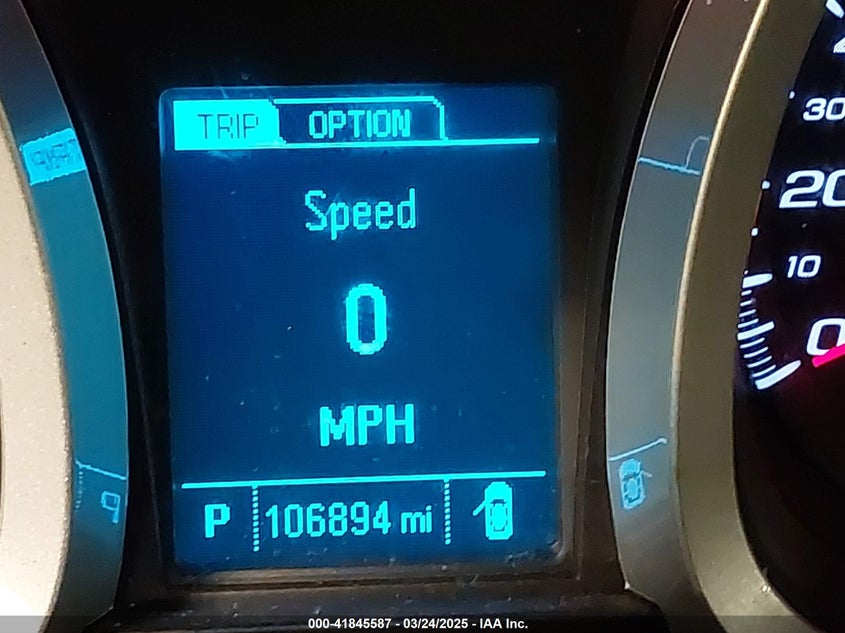 TRIP OPTION
Speed
0
MPH
P 106894 mi
30
20
10
0
000-41845587 - 03/24/2025 - IAA Inc.